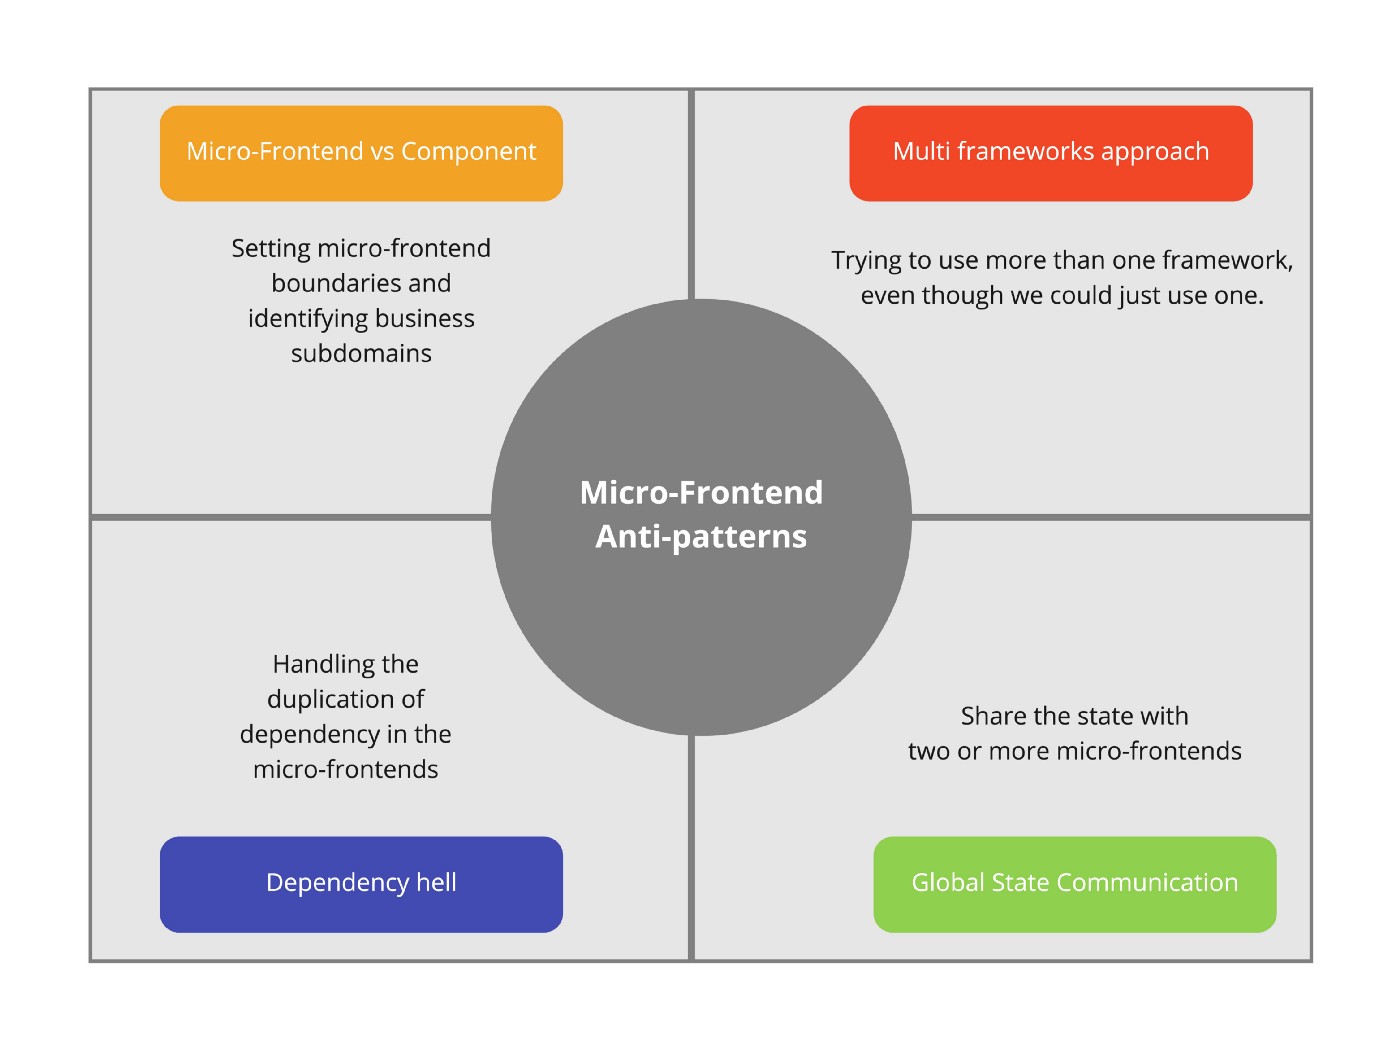 Micro-Frontend vs Component
Setting micro-frontend
boundaries and
identifying business
subdomains
Multi frameworks approach
Trying to use more than one framework,
even though we could just use one.
Micro-Frontend
Anti-patterns
Handling the
duplication of
dependency in the
micro-frontends
Dependency hell
Share the state with
two or more micro-frontends
Global State Communication